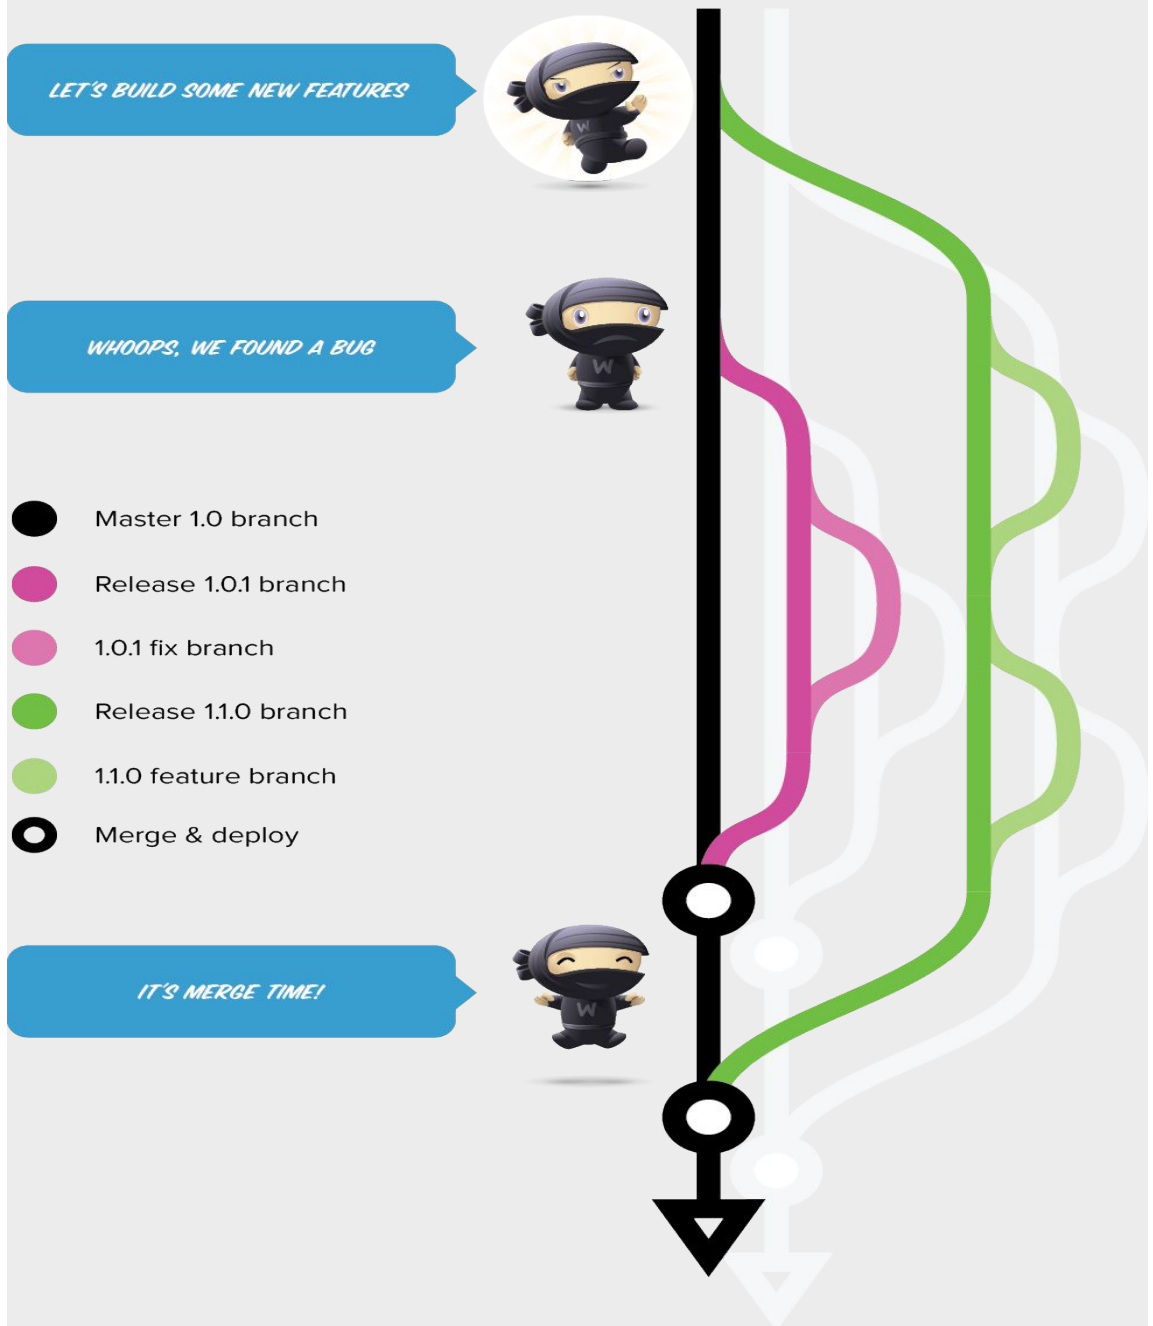 LET'S BUILD SOME NEW FEATURES
W
WHOOPS, WE FOUND A BUG
W
Master 1.0 branch
Release 1.0.1 branch
1.0.1 fix branch
Release 1.1.0 branch
1.1.0 feature branch
Merge & deploy
IT'S MERGE TIME!
W